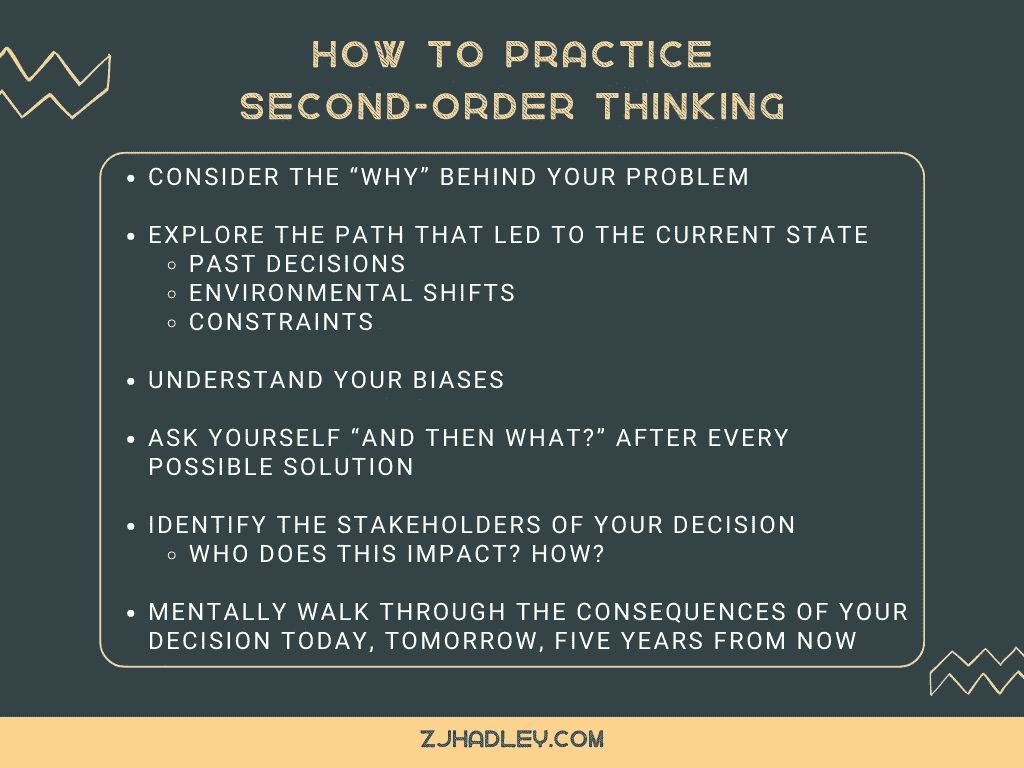 HOW TO PRACTICE
SECOND-ORDER THINKING
• CONSIDER THE “WHY” BEHIND YOUR PROBLEM
• EXPLORE THE PATH THAT LED TO THE CURRENT STATE
◦ PAST DECISIONS
◦ ENVIRONMENTAL SHIFTS
◦ CONSTRAINTS
• UNDERSTAND YOUR BIASES
• ASK YOURSELF “AND THEN WHAT?” AFTER EVERY
POSSIBLE SOLUTION
• IDENTIFY THE STAKEHOLDERS OF YOUR DECISION
◦ WHO DOES THIS IMPACT? HOW?
• MENTALLY WALK THROUGH THE CONSEQUENCES OF YOUR
DECISION TODAY, TOMORROW, FIVE YEARS FROM NOW
ZJHADLEY.COM